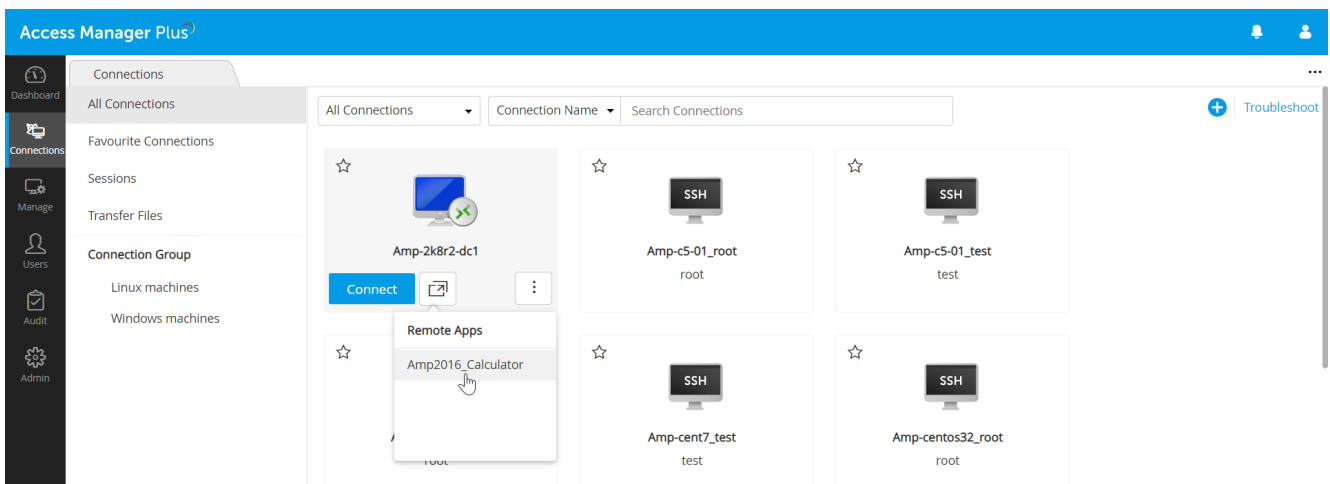 Access Manager Plus
Dashboard
Connections
Manage
Users
Audit
Admin
Connections
All Connections
Favourite Connections
Sessions
Transfer Files
Connection Group
Linux machines
Windows machines
All Connections
Connection Name
Search Connections
Troubleshoot
Amp-2k8r2-dc1
Connect
Remote Apps
Amp2016_Calculator
SSH
Amp-c5-01_root
root
SSH
Amp-c5-01_test
test
root
SSH
Amp-cent7_test
test
SSH
Amp-centos32_root
root